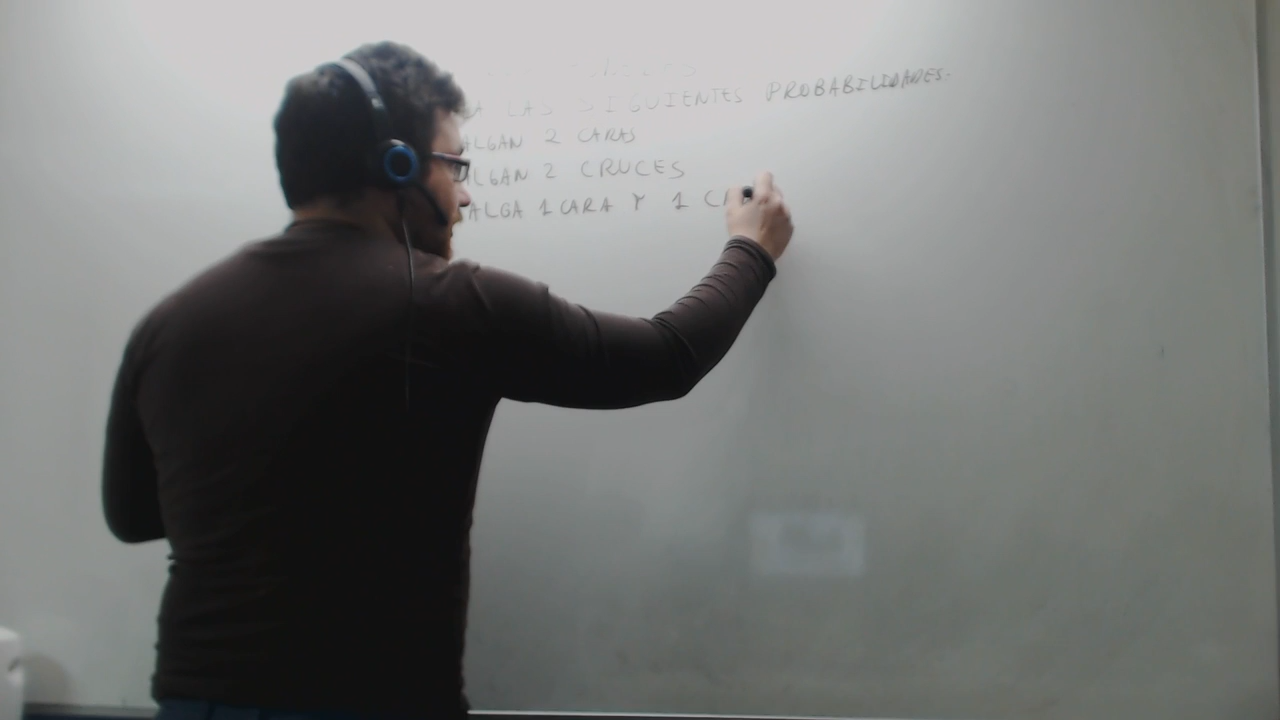 LAS SIGUIENTES PROBABILIDADES.
ALGAN 2 CARAS
ALGAN 2 CRUCES
ALGA 1 CARA Y 1 C